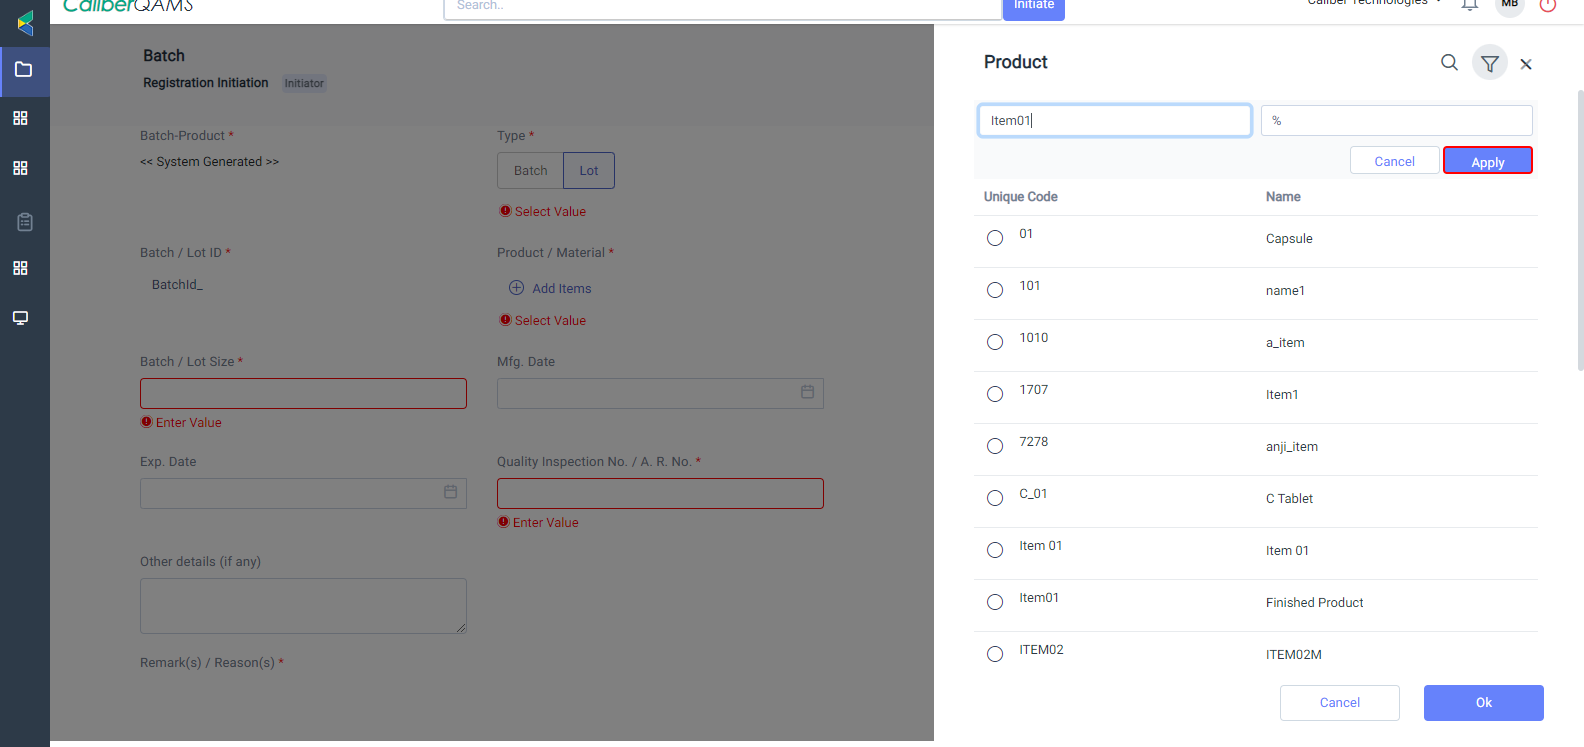 CaliberQAMS
Search..
Initiate
Caliber Technologies
MB
Batch
Registration Initiation
Initiator
Batch-Product *
<< System Generated >>
Type *
Batch
Lot
Select Value
Batch / Lot ID *
BatchId_
Product / Material *
Add Items
Select Value
Batch / Lot Size *
Enter Value
Mfg. Date
Exp. Date
Quality Inspection No. / A. R. No. *
Enter Value
Other details (if any)
Remark(s) / Reason(s) *
Product
Item01
%
Cancel
Apply
Unique Code
Name
01
Capsule
101
name1
1010
a_item
1707
Item1
7278
anji_item
C_01
C Tablet
Item 01
Item 01
Item01
Finished Product
ITEM02
ITEM02M
Cancel
Ok